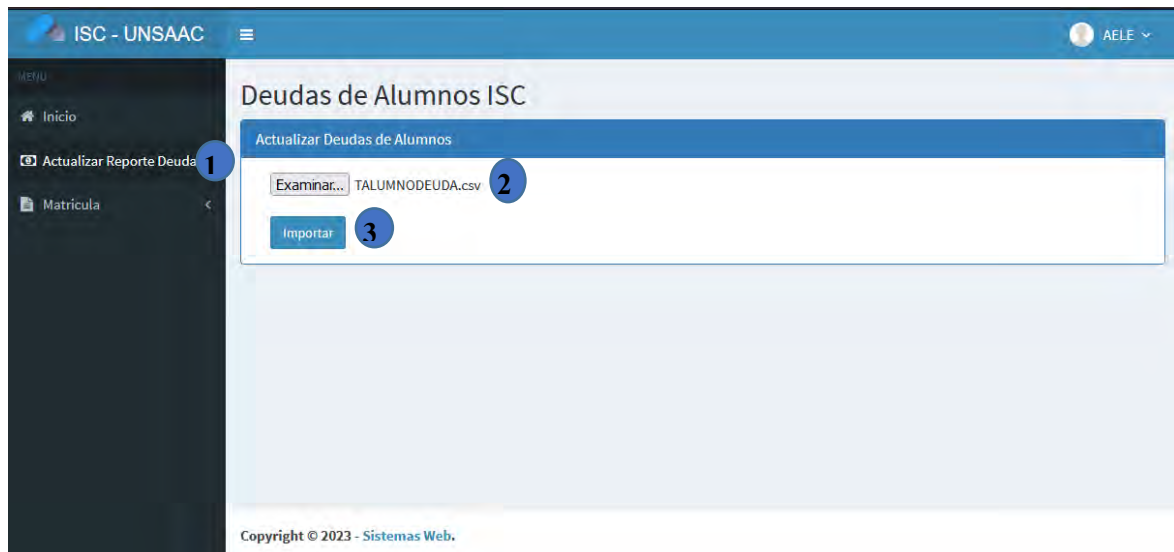 ISC - UNSAAC
AELE
MENU
Inicio
Actualizar Reporte Deuda 1
Matricula
Deudas de Alumnos ISC
Actualizar Deudas de Alumnos
Examinar... TALUMNODEUDA.csv 2
Importar 3
Copyright © 2023 - Sistemas Web.